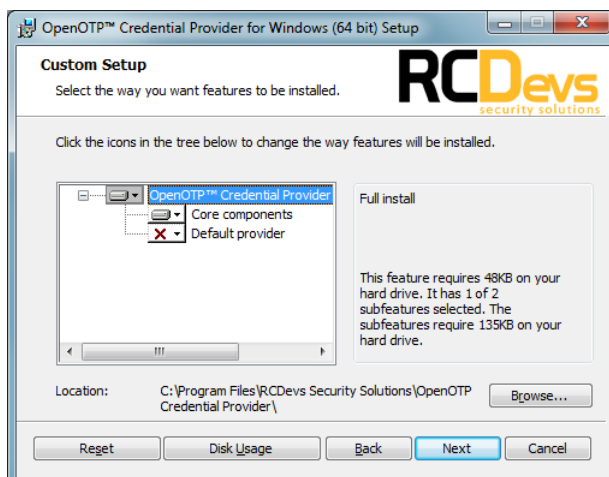 OpenOTP™ Credential Provider for Windows (64 bit) Setup
Custom Setup
Select the way you want features to be installed.
RCDevs
security solutions
Click the icons in the tree below to change the way features will be installed.
OpenOTP™ Credential Provider
Core components
Default provider
Full install
This feature requires 48KB on your
hard drive. It has 1 of 2
subfeatures selected. The
subfeatures require 135KB on your
hard drive.
Location:
C:\Program Files\RCDevs Security Solutions\OpenOTP
Credential Provider\
Browse...
Reset
Disk Usage
Back
Next
Cancel